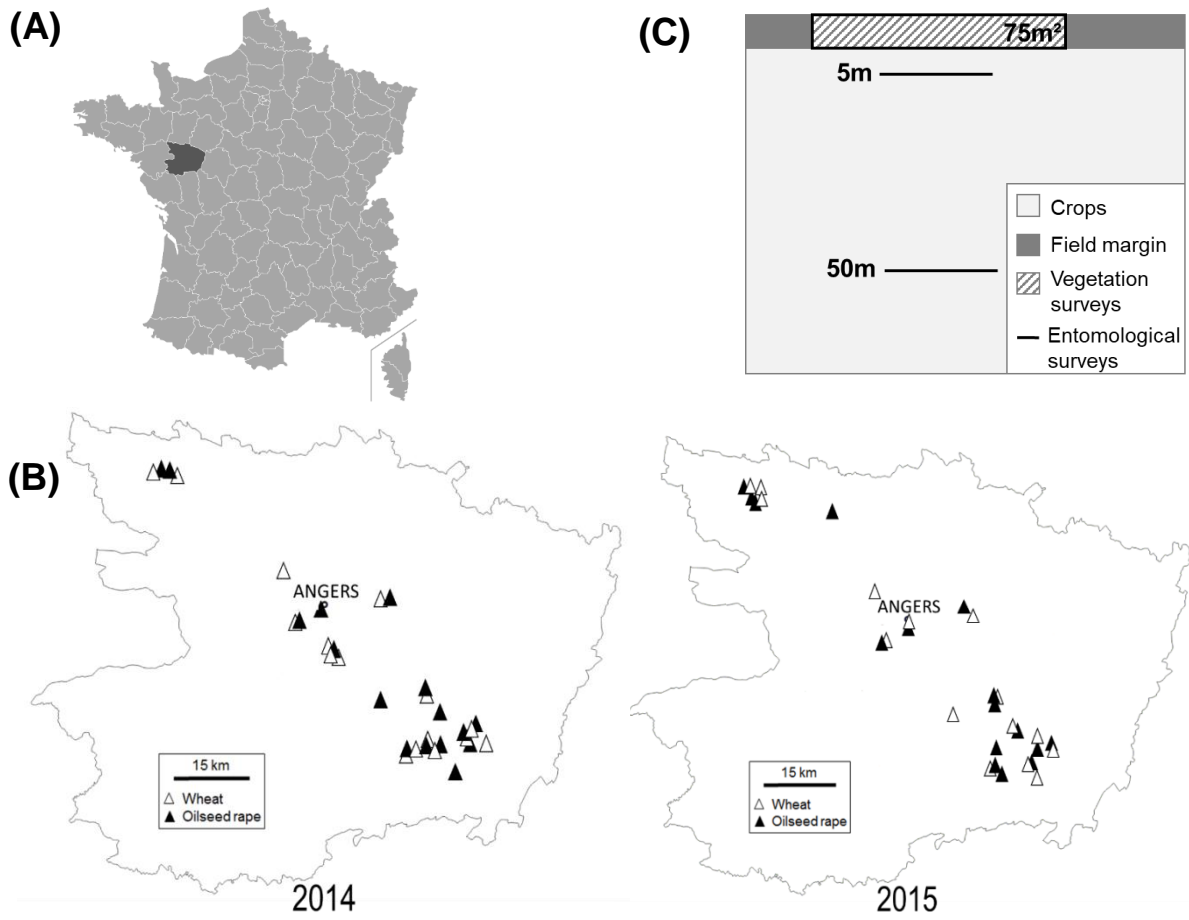 (A)
(C)
75m²
5m
50m
Crops
Field margin
Vegetation
surveys
Entomological
surveys
(B)
ANGERS
15 km
Wheat
Oilseed rape
2014
ANGERS
15 km
Wheat
Oilseed rape
2015